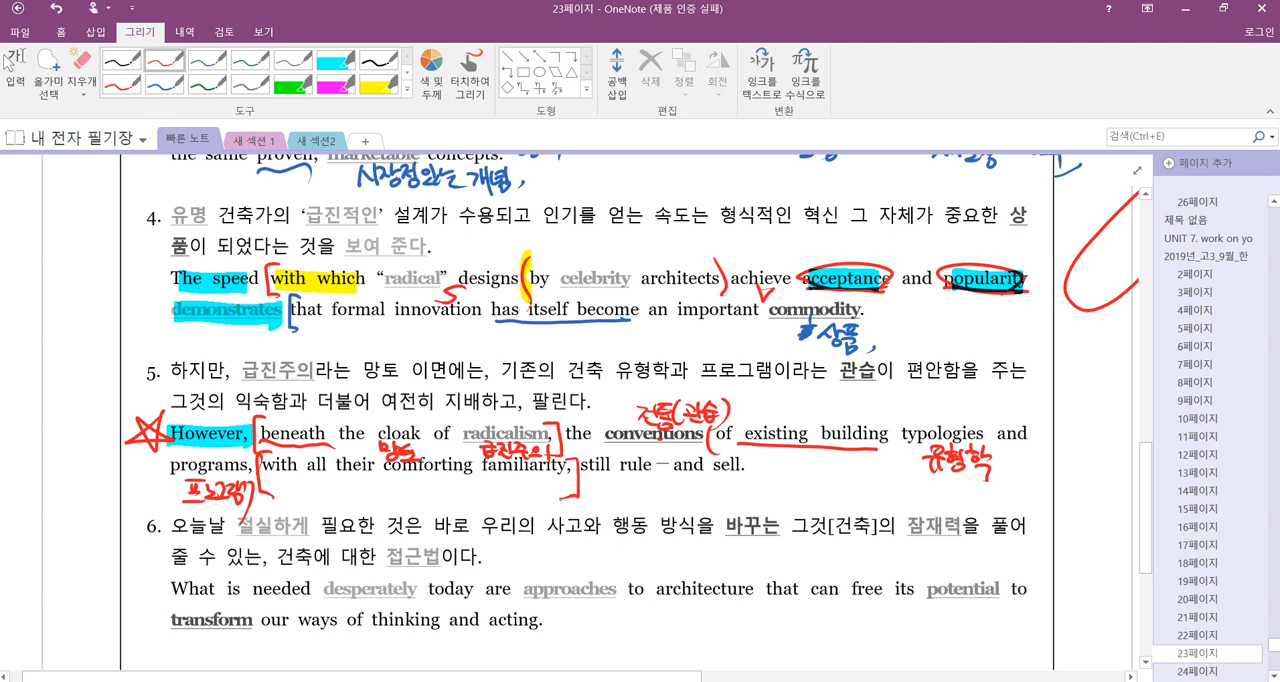 23페이지 - OneNote (제품 인증 실패)
파일 홈 삽입 그리기 내역 검토 보기 로그인
입력 올가미 선택 지우개 색 및 두께 터치하여 그리기 공백 삽입 삭제 정렬 회전 잉크를 텍스트로 잉크를 수식으로
도구 도형 편집 변환
내 전자 필기장 빠른 노트 새 섹션 1 새 섹션2 + 검색(Ctrl+E)
페이지 추가
the same proven, marketable concepts.
시장성있는 개념,
4. 유명 건축가의 ‘급진적인’ 설계가 수용되고 인기를 얻는 속도는 형식적인 혁신 그 자체가 중요한 상
품이 되었다는 것을 보여 준다.
The speed with which “radical” designs by celebrity architects achieve acceptance and popularity
S V
demonstrates that formal innovation has itself become an important commodity.
상품,
5. 하지만, 급진주의라는 망토 이면에는, 기존의 건축 유형학과 프로그램이라는 관습이 편안함을 주는
그것의 익숙함과 더불어 여전히 지배하고, 팔린다.
전통(관습)
However, beneath the cloak of radicalism, the conventions of existing building typologies and
망토 급진주의 유형학
programs, with all their comforting familiarity, still rule — and sell.
프로그램
6. 오늘날 절실하게 필요한 것은 바로 우리의 사고와 행동 방식을 바꾸는 그것[건축]의 잠재력을 풀어
줄 수 있는, 건축에 대한 접근법이다.
What is needed desperately today are approaches to architecture that can free its potential to
transform our ways of thinking and acting.
26페이지
제목 없음
UNIT 7. work on yo
2019년_고3_9월_한
2페이지
3페이지
4페이지
5페이지
6페이지
7페이지
8페이지
9페이지
10페이지
11페이지
12페이지
13페이지
14페이지
15페이지
16페이지
17페이지
18페이지
19페이지
20페이지
21페이지
22페이지
23페이지
24페이지